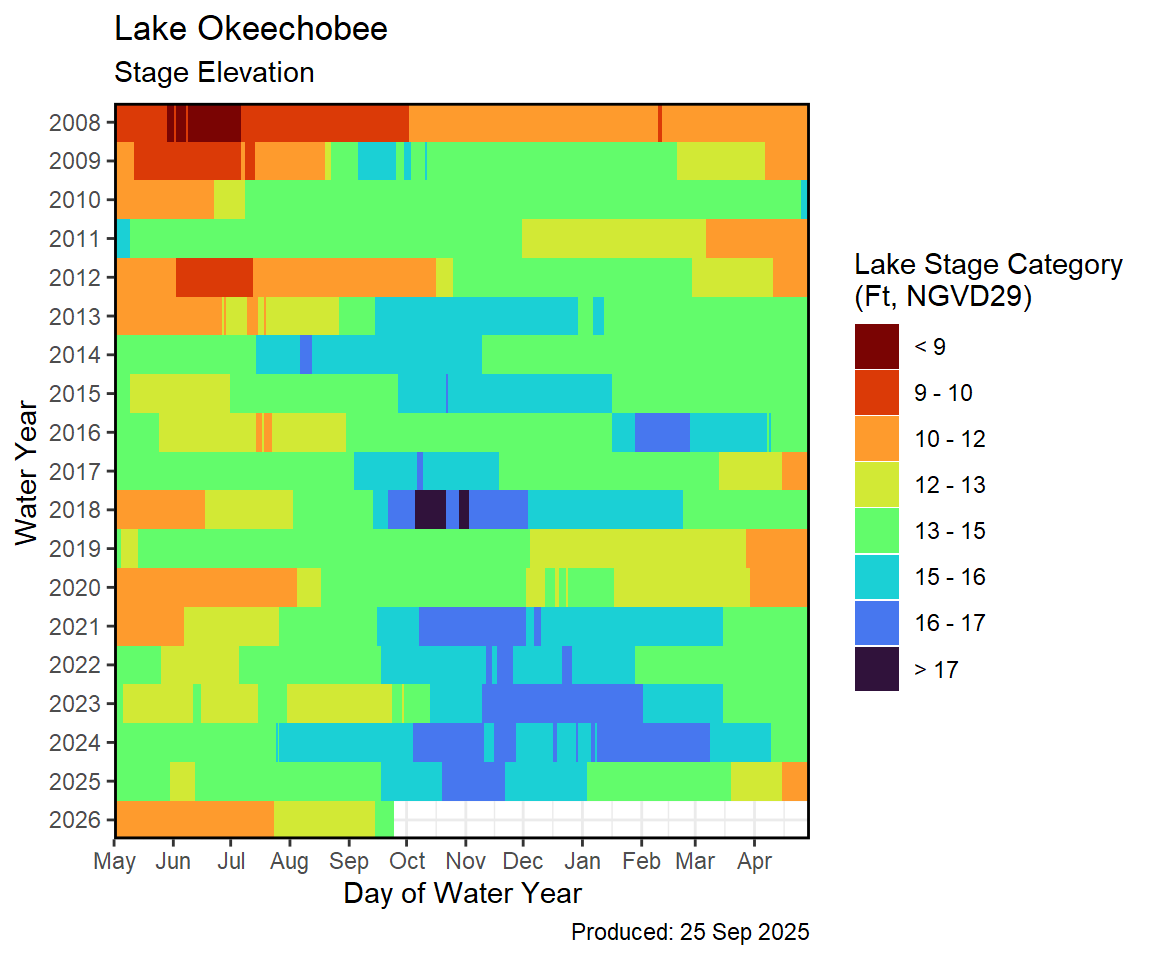 Lake Okeechobee
Stage Elevation
Water Year
2008
2009
2010
2011
2012
2013
2014
2015
2016
2017
2018
2019
2020
2021
2022
2023
2024
2025
2026
May Jun Jul Aug Sep Oct Nov Dec Jan Feb Mar Apr
Day of Water Year
Lake Stage Category
(Ft, NGVD29)
< 9
9 - 10
10 - 12
12 - 13
13 - 15
15 - 16
16 - 17
> 17
Produced: 25 Sep 2025